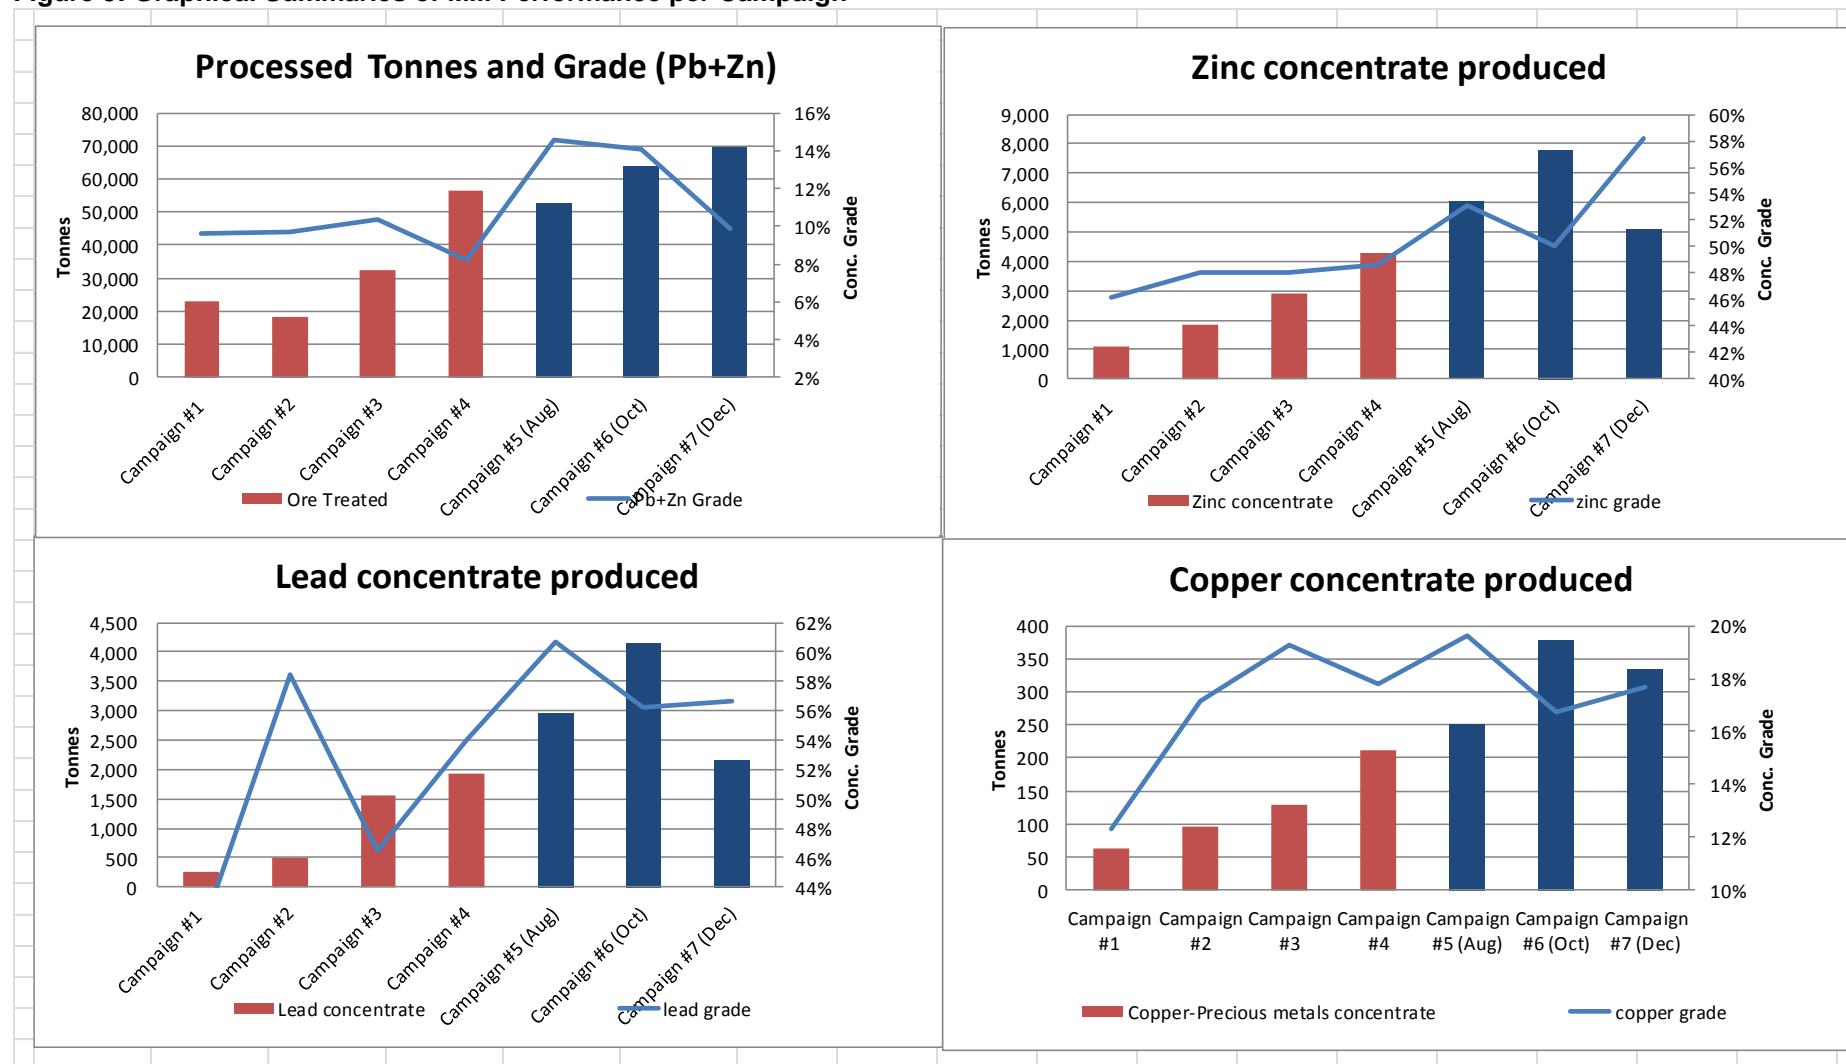 Figure 3: Graphical Summaries of Mill Performance per Campaign
Processed Tonnes and Grade (Pb+Zn)
80,000
70,000
60,000
50,000
40,000
30,000
20,000
10,000
0
Tonnes
16%
14%
12%
10%
8%
6%
4%
2%
Conc. Grade
Campaign #1
Campaign #2
Campaign #3
Campaign #4
Campaign #5 (Aug)
Campaign #6 (Oct)
Campaign #7 (Dec)
Ore Treated
Pb+Zn Grade
Zinc concentrate produced
9,000
8,000
7,000
6,000
5,000
4,000
3,000
2,000
1,000
0
Tonnes
60%
58%
56%
54%
52%
50%
48%
46%
44%
42%
40%
Conc. Grade
Campaign #1
Campaign #2
Campaign #3
Campaign #4
Campaign #5 (Aug)
Campaign #6 (Oct)
Campaign #7 (Dec)
Zinc concentrate
zinc grade
Lead concentrate produced
4,500
4,000
3,500
3,000
2,500
2,000
1,500
1,000
500
0
Tonnes
62%
60%
58%
56%
54%
52%
50%
48%
46%
44%
Conc. Grade
Campaign #1
Campaign #2
Campaign #3
Campaign #4
Campaign #5 (Aug)
Campaign #6 (Oct)
Campaign #7 (Dec)
Lead concentrate
lead grade
Copper concentrate produced
400
350
300
250
200
150
100
50
0
Tonnes
20%
18%
16%
14%
12%
10%
Conc. Grade
Campaign #1
Campaign #2
Campaign #3
Campaign #4
Campaign #5 (Aug)
Campaign #6 (Oct)
Campaign #7 (Dec)
Copper-Precious metals concentrate
copper grade